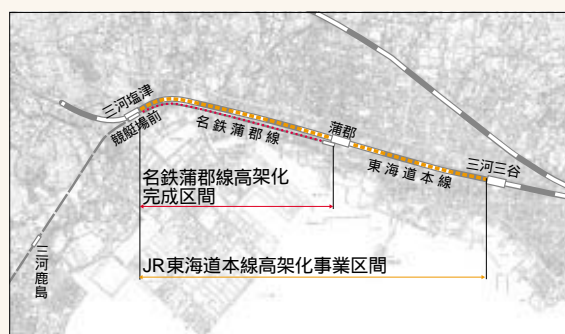 三河塩津
競艇場前
名鉄蒲郡線
蒲郡
東海道本線
三河三谷
名鉄蒲郡線高架化
完成区間
三河鹿島
JR東海道本線高架化事業区間